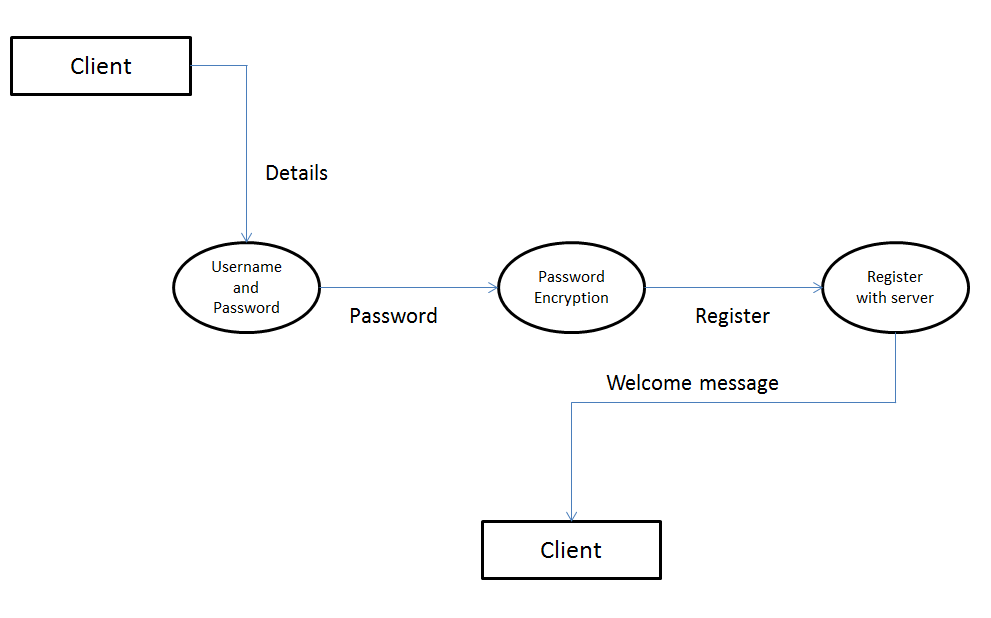 Client
Details
Username
and
Password
Password
Password
Encryption
Register
Register
with server
Welcome message
Client